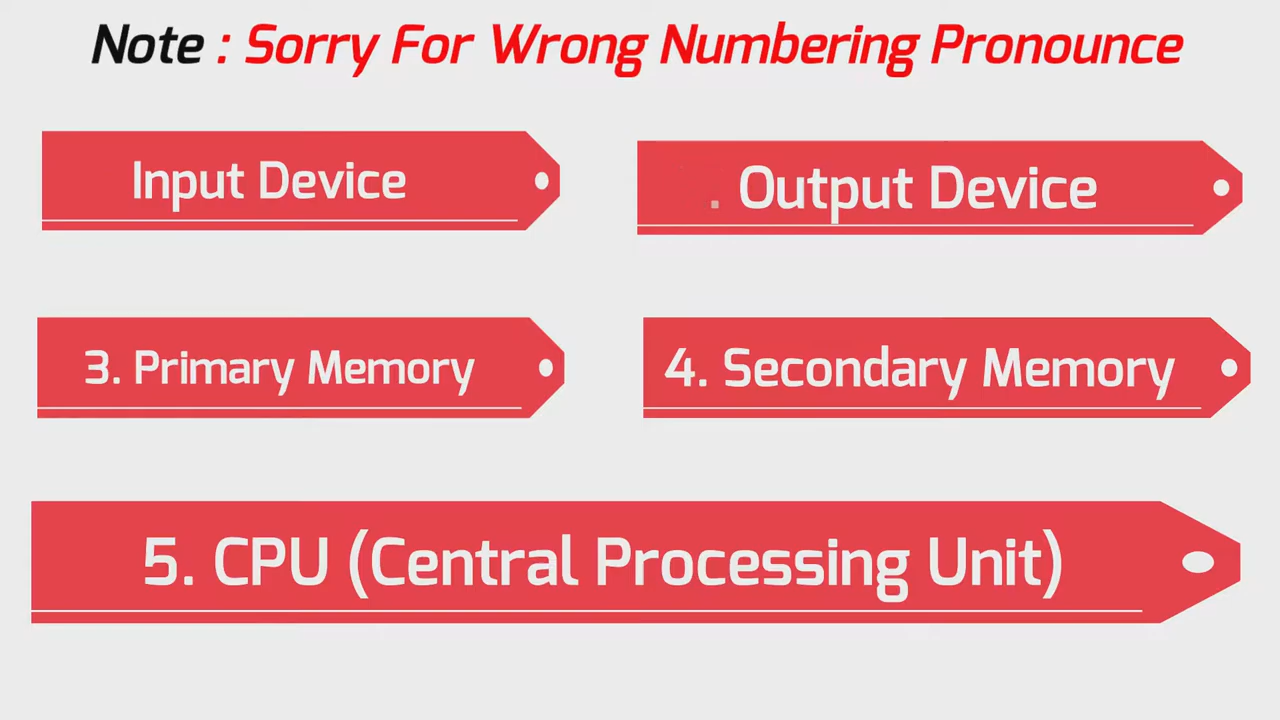 Note : Sorry For Wrong Numbering Pronounce
Input Device
. Output Device
3. Primary Memory
4. Secondary Memory
5. CPU (Central Processing Unit)